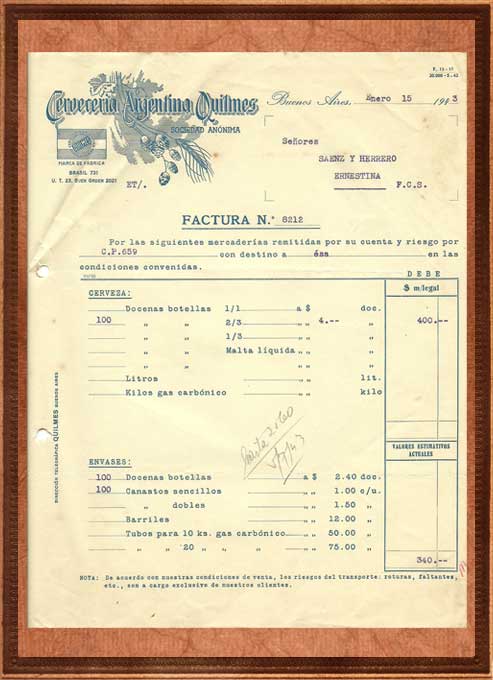 F. 11-13
Cervecería Argentina Quilmes
SOCIEDAD ANÓNIMA
QUILMES
MARCA DE FABRICA
BRASIL 731
U. T. 23, BUEN ORDEN 2021
ET/.
Buenos Aires, Enero 15 1943
Señores
SAENZ Y HERRERO
ERNESTINA F.C.S.
FACTURA N.° 8212
Por las siguientes mercaderías remitidas por su cuenta y riesgo por
C.P.659 con destino a ésa en las
condiciones convenidas.
DEBE
$ m/legal
CERVEZA:
Docenas botellas 1/1 a $ doc.
100 „ „ 2/3 „ „ 4.-- „ 400.--
„ „ 1/3 „ „ „
„ „ Malta líquida „ „ „
Litros „ „ lit.
Kilos gas carbónico „ „ kilo
VALORES ESTIMATIVOS
ACTUALES
ENVASES:
100 Docenas botellas a $ 2.40 doc.
100 Canastos sencillos „ „ 1.00 c/u.
„ dobles „ „ 1.50 „
Barriles „ „ 12.00 „
Tubos para 10 ks. gas carbónico „ „ 50.00 „
„ „ 20 „ „ „ „ „ 75.00 „
340.--
DIRECCIÓN TELEGRÁFICA QUILMES BUENOS AIRES
NOTA: De acuerdo con nuestras condiciones de venta, los riesgos del transporte: roturas, faltantes,
etc., son a cargo exclusivo de nuestros clientes.